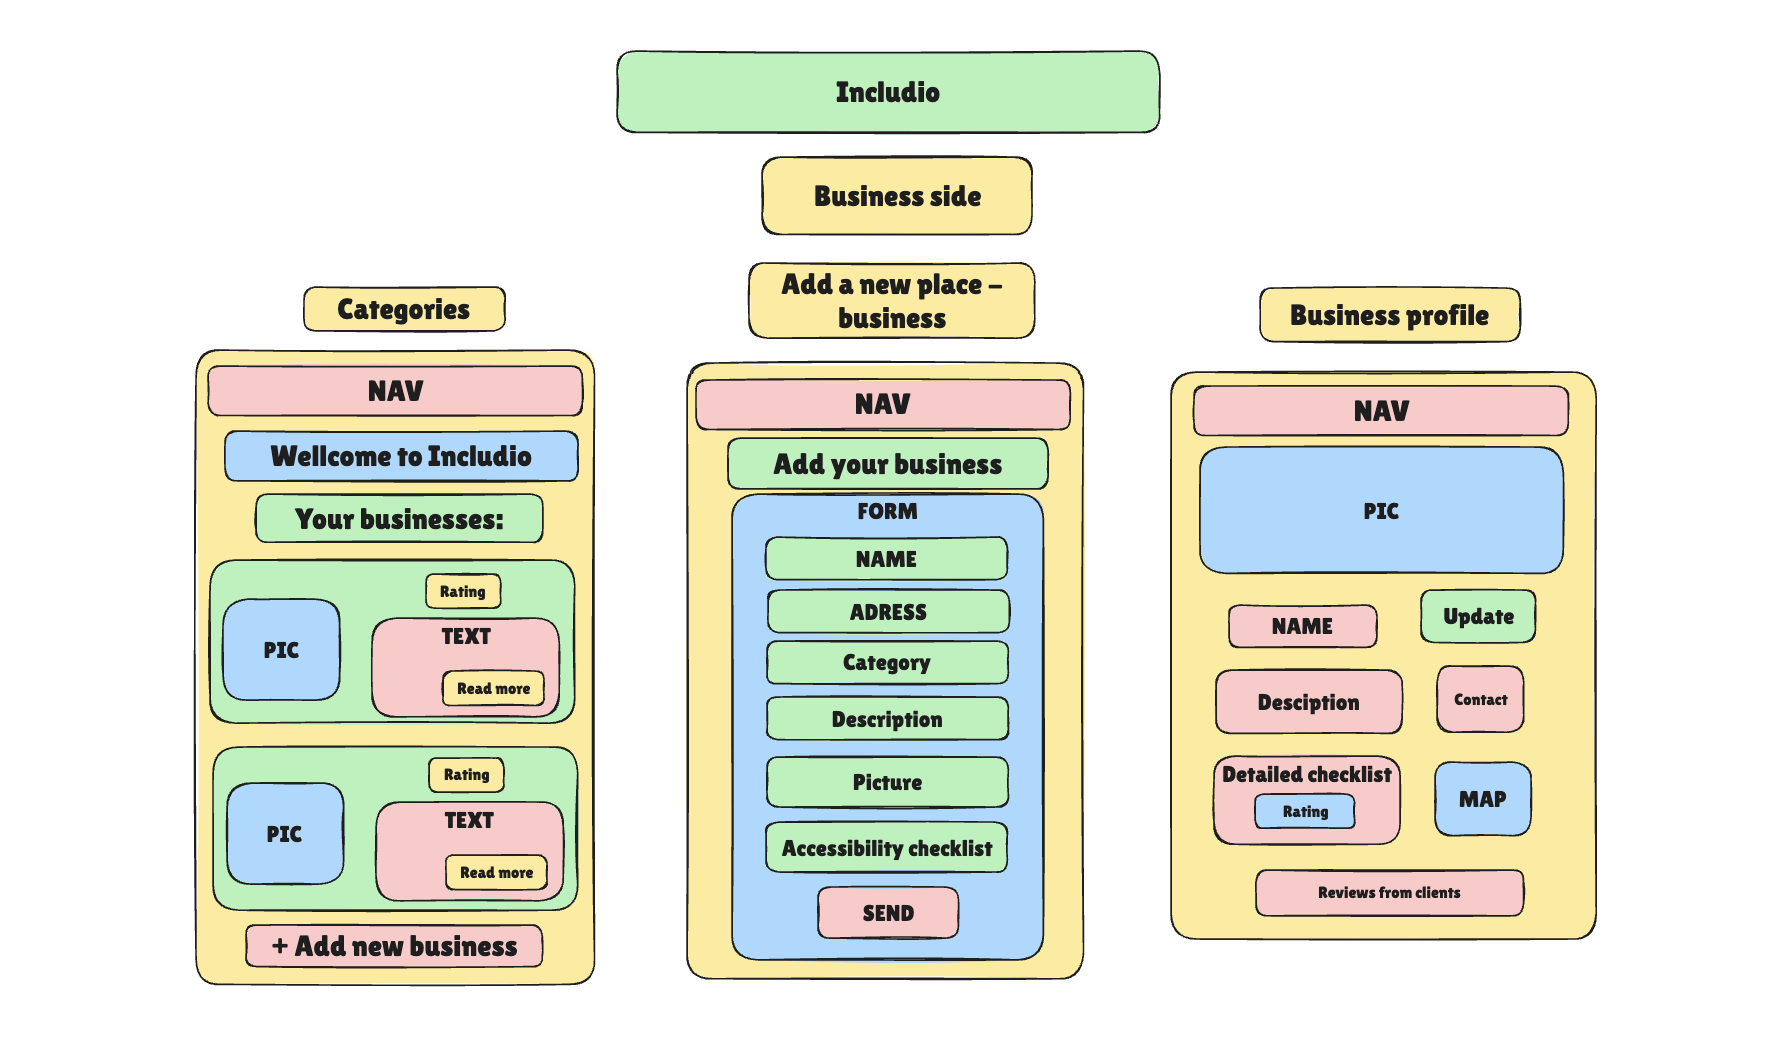 Includio
Business side
Categories
NAV
Wellcome to Includio
Your businesses:
Rating
PIC
TEXT
Read more
Rating
PIC
TEXT
Read more
+ Add new business
Add a new place –
business
NAV
Add your business
FORM
NAME
ADRESS
Category
Description
Picture
Accessibility checklist
SEND
Business profile
NAV
PIC
NAME
Update
Desciption
Contact
Detailed checklist
Rating
MAP
Reviews from clients